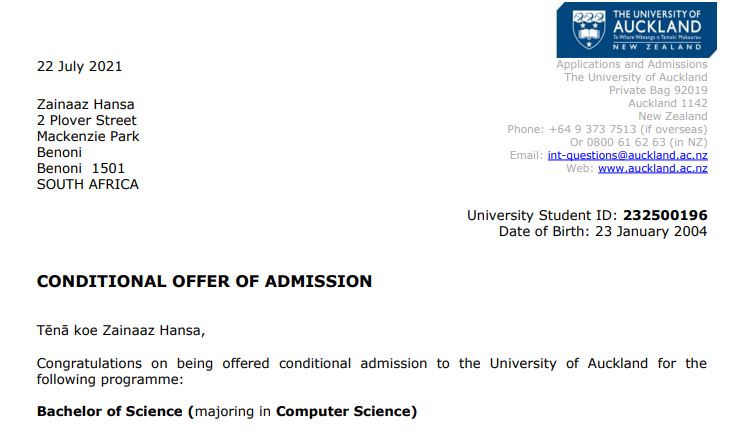 THE UNIVERSITY OF
AUCKLAND
Te Whare Wānanga o Tāmaki Makaurau
NEW ZEALAND
22 July 2021
Applications and Admissions
The University of Auckland
Private Bag 92019
Auckland 1142
New Zealand
Phone: +64 9 373 7513 (if overseas)
Or 0800 61 62 63 (in NZ)
Email: int-questions@auckland.ac.nz
Web: www.auckland.ac.nz
Zainaaz Hansa
2 Plover Street
Mackenzie Park
Benoni
Benoni 1501
SOUTH AFRICA
University Student ID: 232500196
Date of Birth: 23 January 2004
CONDITIONAL OFFER OF ADMISSION
Tēnā koe Zainaaz Hansa,
Congratulations on being offered conditional admission to the University of Auckland for the
following programme:
Bachelor of Science (majoring in Computer Science)